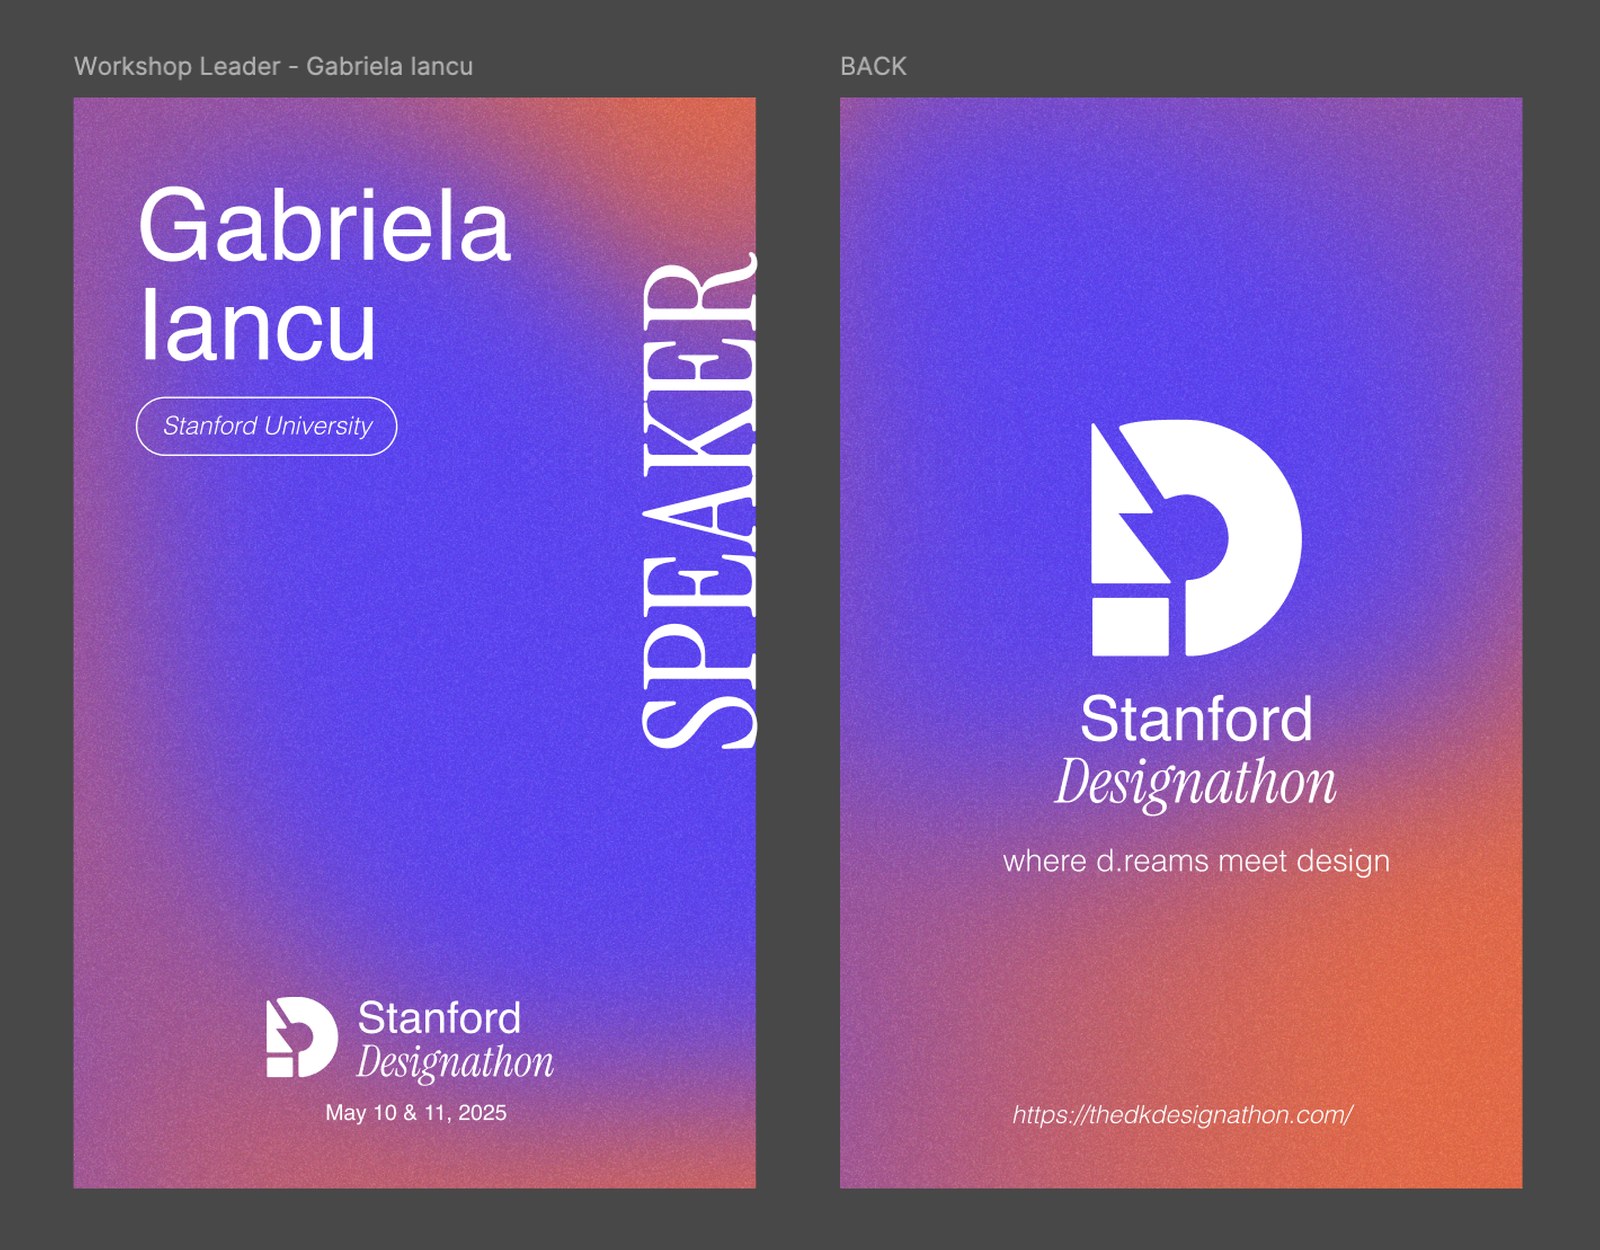 Workshop Leader - Gabriela Iancu
Gabriela
Iancu
Stanford University
SPEAKER
Stanford
Designathon
May 10 & 11, 2025
BACK
Stanford
Designathon
where d.reams meet design
https://thedkdesignathon.com/